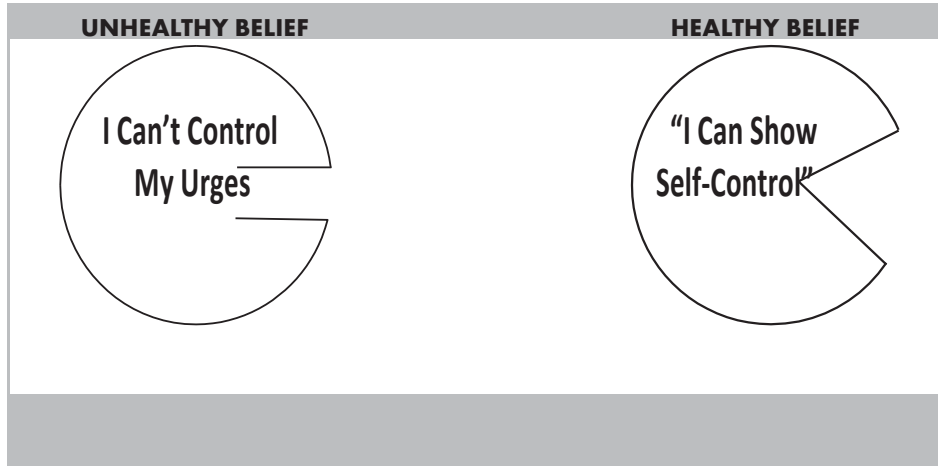 UNHEALTHY BELIEF
I Can’t Control
My Urges
HEALTHY BELIEF
“I Can Show
Self-Control”